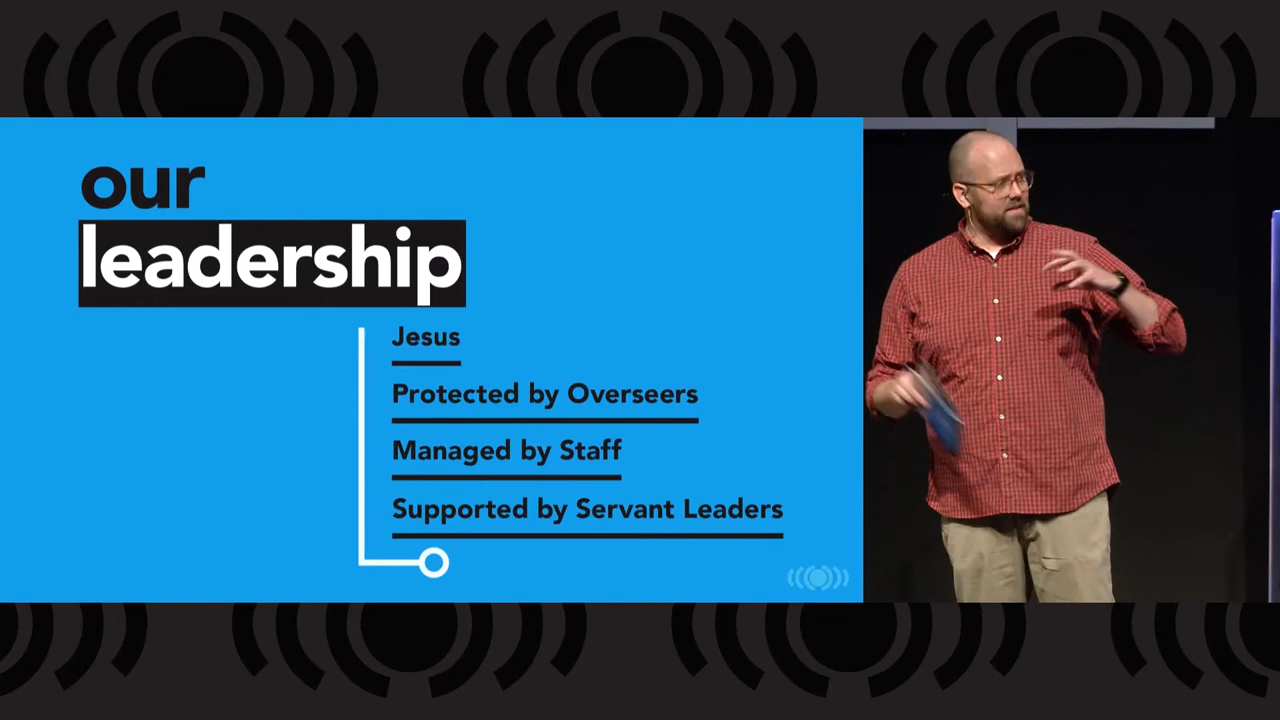 our
leadership
Jesus
Protected by Overseers
Managed by Staff
Supported by Servant Leaders